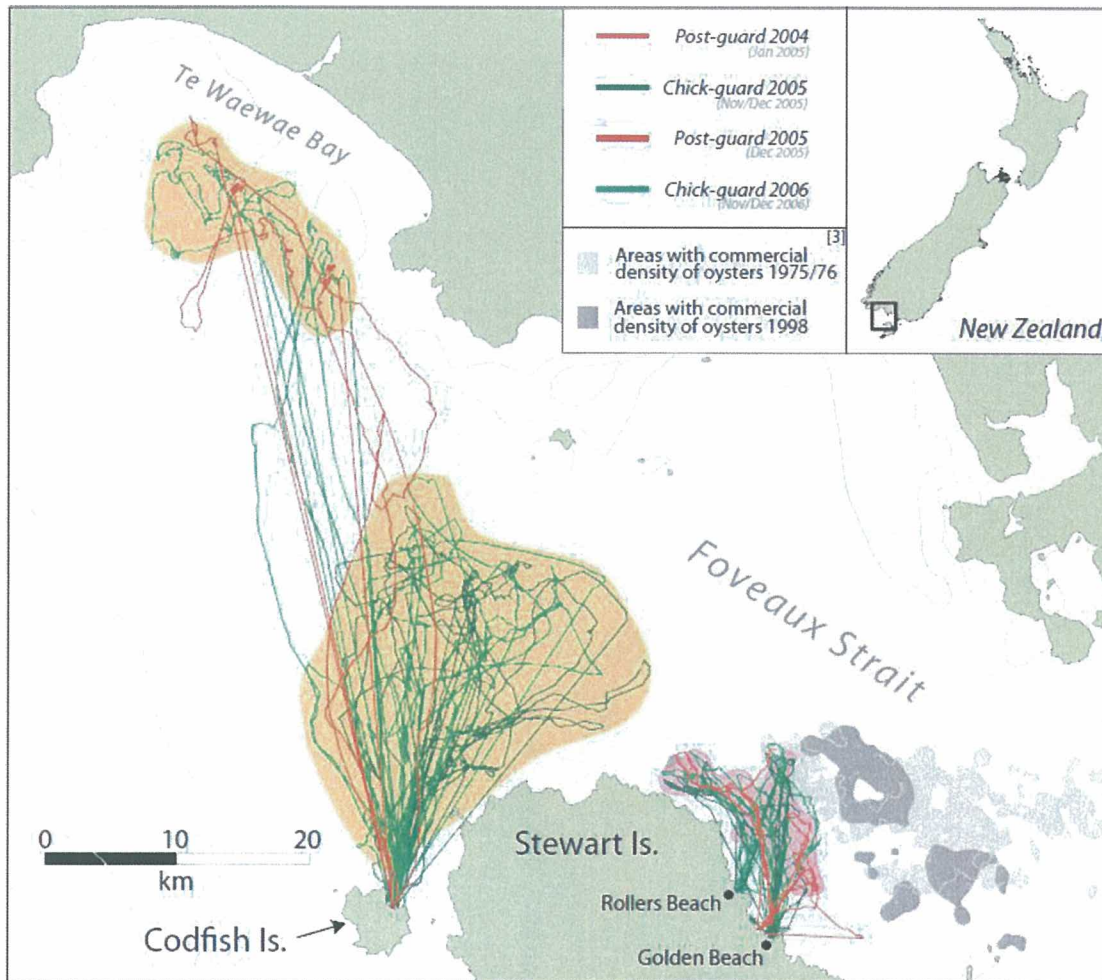 Te Waewae Bay
Post-guard 2004
(Jan 2005)
Chick-guard 2005
(Nov/Dec 2005)
Post-guard 2005
(Dec 2005)
Chick-guard 2006
(Nov/Dec 2006)
[3]
Areas with commercial
density of oysters 1975/76
Areas with commercial
density of oysters 1998
New Zealand
Foveaux Strait
0 10 20
km
Stewart Is.
Rollers Beach
Codfish Is.
Golden Beach